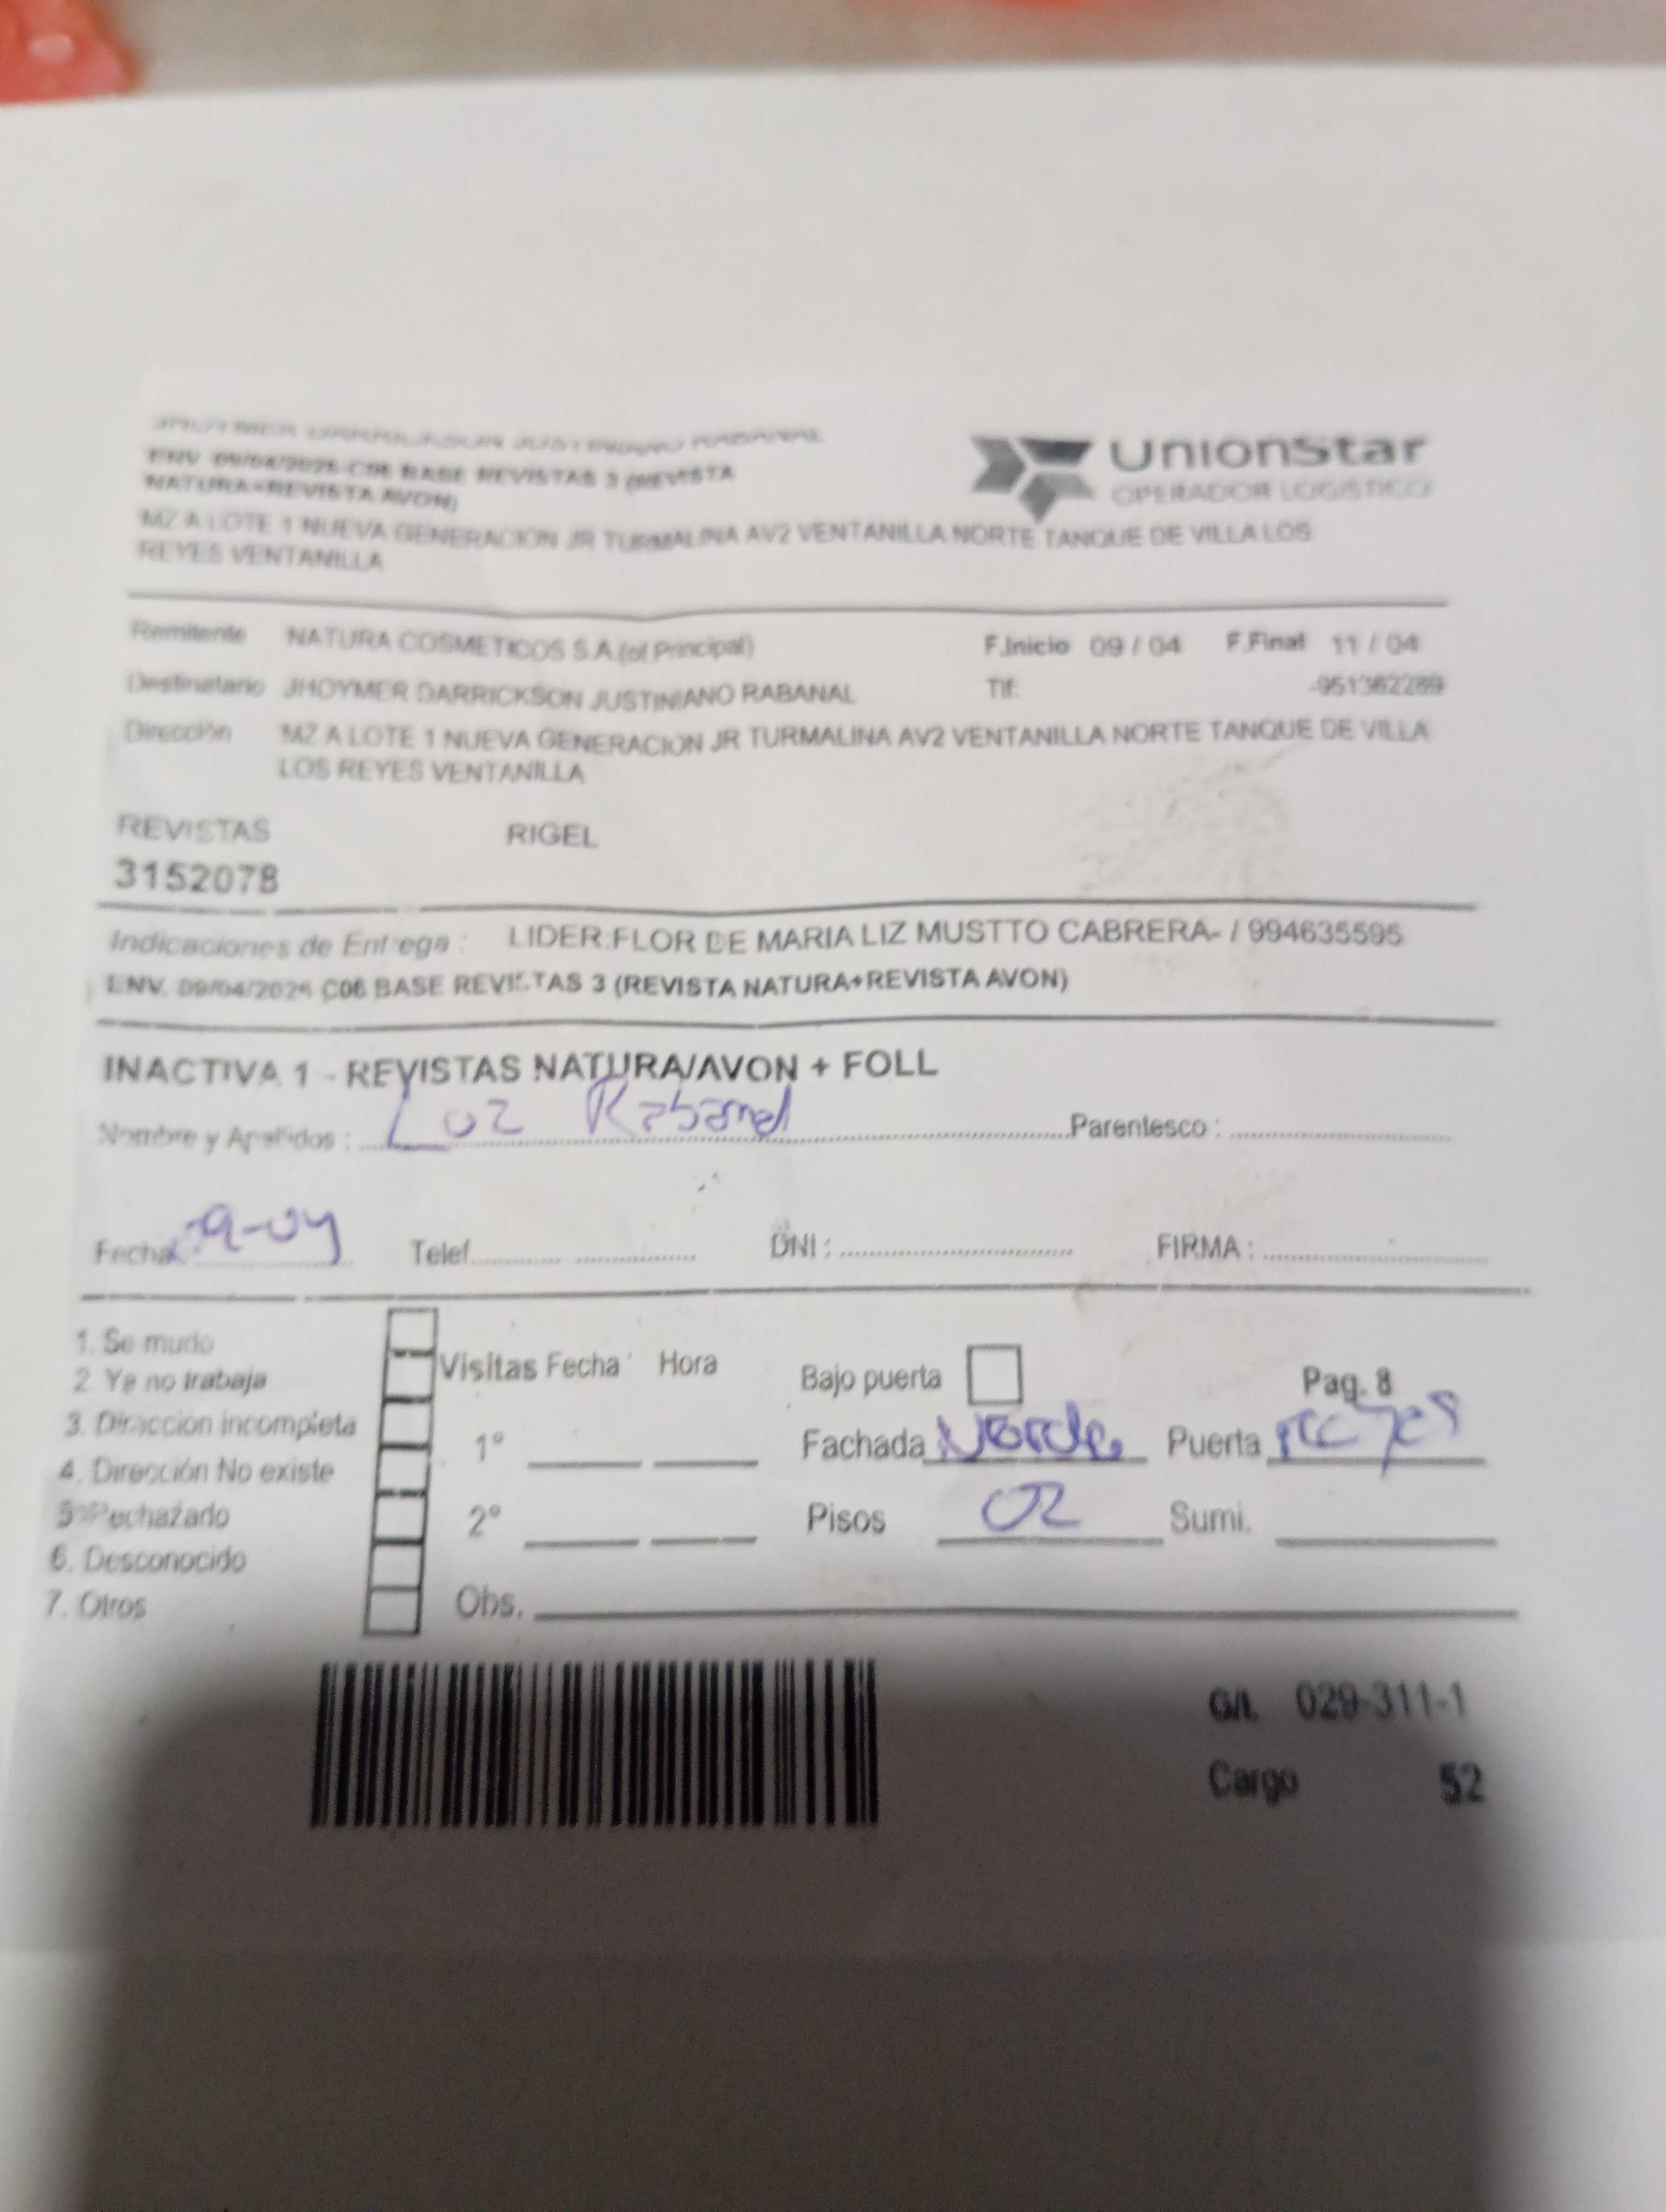 JHOYMER DARRICKSON JUSTINIANO RABANAL
ENV 09/04/2026 C06 BASE REVISTAS 3 (REVISTA
NATURA+REVISTA AVON)
UnionStar
OPERADOR LOGISTICO
MZ A LOTE 1 NUEVA GENERACION JR TURMALINA AV2 VENTANILLA NORTE TANQUE DE VILLA LOS
REYES VENTANILLA
Remitente NATURA COSMETICOS S.A.(of.Principal) F.Inicio 09 / 04 F.Final 11 / 04
Destinatario JHOYMER DARRICKSON JUSTINIANO RABANAL Tlf: -951362289
Dirección MZ A LOTE 1 NUEVA GENERACION JR TURMALINA AV2 VENTANILLA NORTE TANQUE DE VILLA
LOS REYES VENTANILLA
REVISTAS RIGEL
3152078
Indicaciones de Entrega : LIDER:FLOR DE MARIA LIZ MUSTTO CABRERA- / 994635595
ENV. 09/04/2026 C06 BASE REVISTAS 3 (REVISTA NATURA+REVISTA AVON)
INACTIVA 1 - REVISTAS NATURA/AVON + FOLL
Nombre y Apellidos : Luz Rabanal Parentesco :
Fecha 9-04 Telef. DNI : FIRMA :
1. Se mudo
2. Ya no trabaja
3. Dirección incompleta
4. Dirección No existe
5. Rechazado
6. Desconocido
7. Otros
Visitas Fecha Hora Bajo puerta Pag. 8
1° Fachada Verde Puerta
2° Pisos 02 Sumi.
Obs.
G/L 029-311-1
Cargo 52